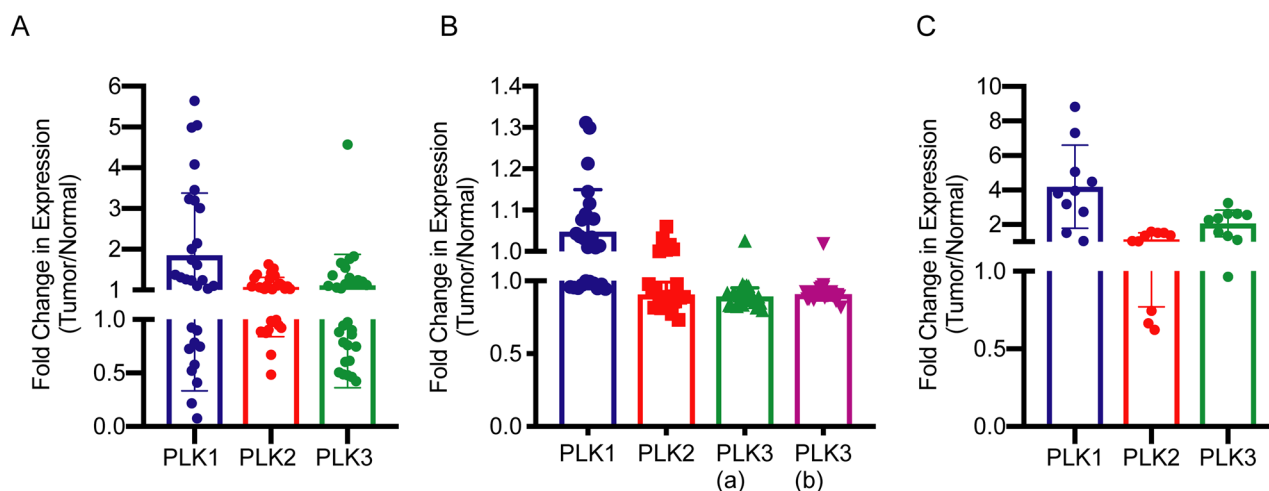 A
Fold Change in Expression
(Tumor/Normal)
6
5
4
3
2
1
1.0
0.5
0.0
PLK1 PLK2 PLK3
B
Fold Change in Expression
(Tumor/Normal)
1.4
1.3
1.2
1.1
1.0
1.0
0.5
0.0
PLK1 PLK2 PLK3 PLK3
(a) (b)
C
Fold Change in Expression
(Tumor/Normal)
10
8
6
4
2
1.0
0.5
0.0
PLK1 PLK2 PLK3